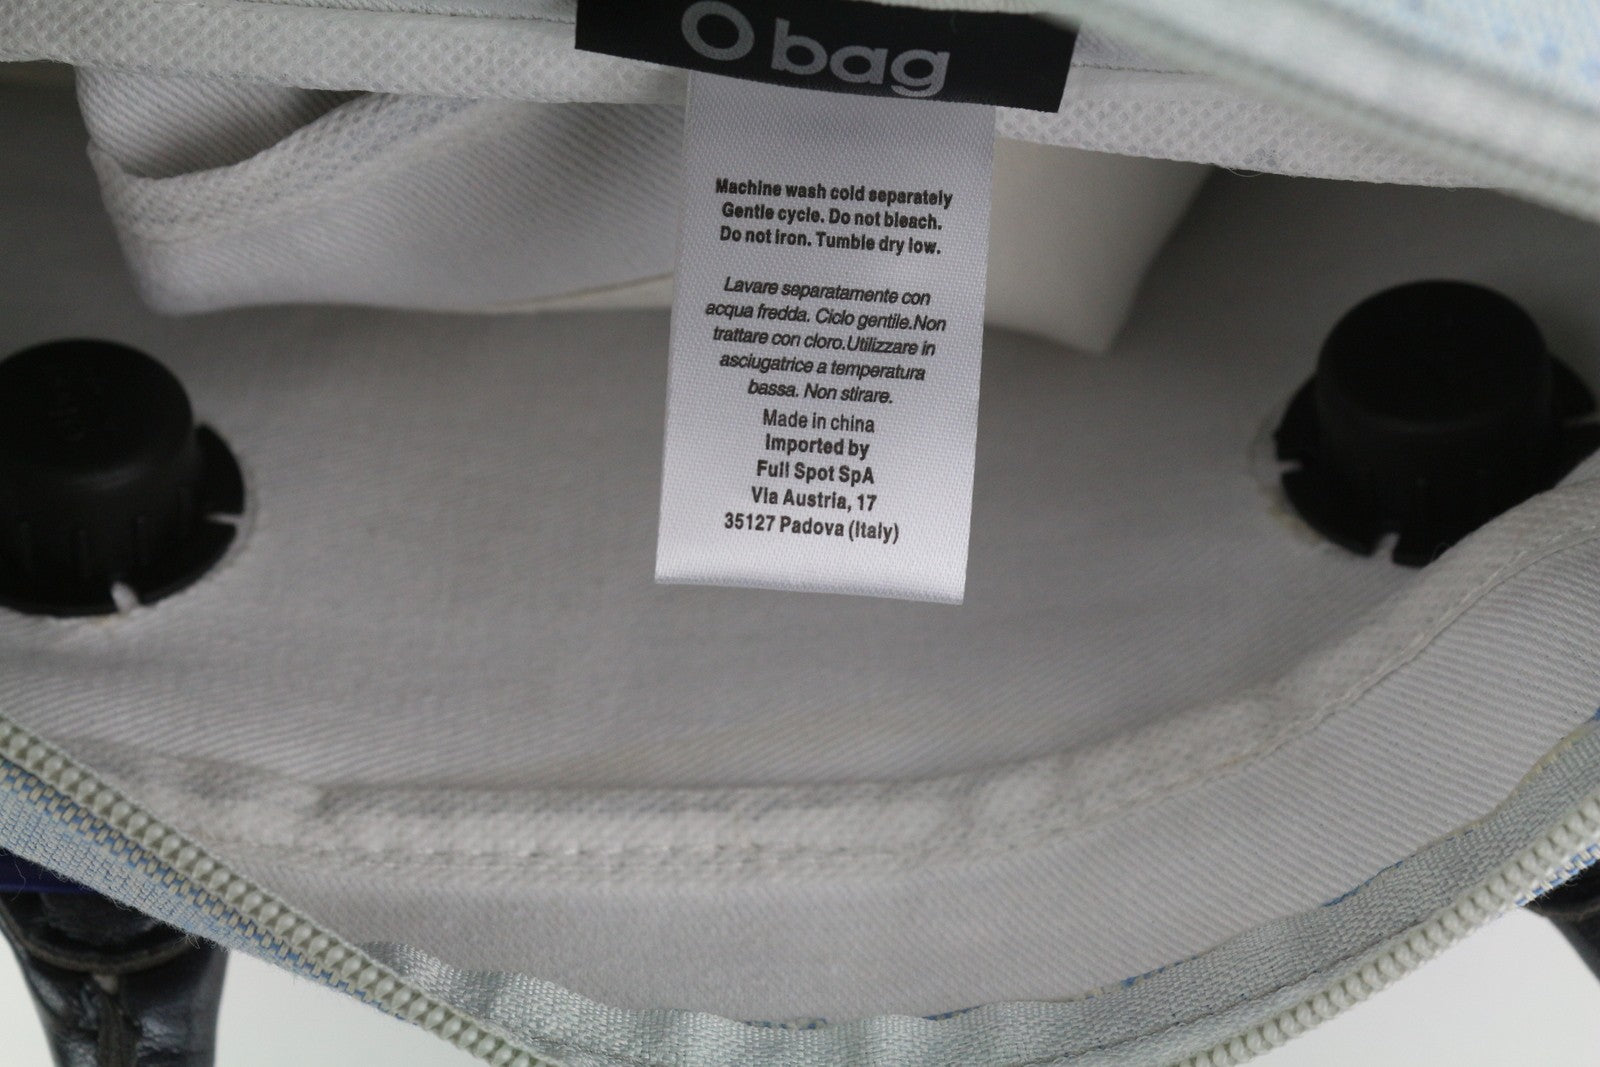 O bag
Machine wash cold separately
Gentle cycle. Do not bleach.
Do not iron. Tumble dry low.
Lavare separatamente con
acqua fredda. Ciclo gentile.Non
trattare con cloro.Utilizzare in
asciugatrice a temperatura
bassa. Non stirare.
Made in china
Imported by
Full Spot SpA
Via Austria, 17
35127 Padova (Italy)